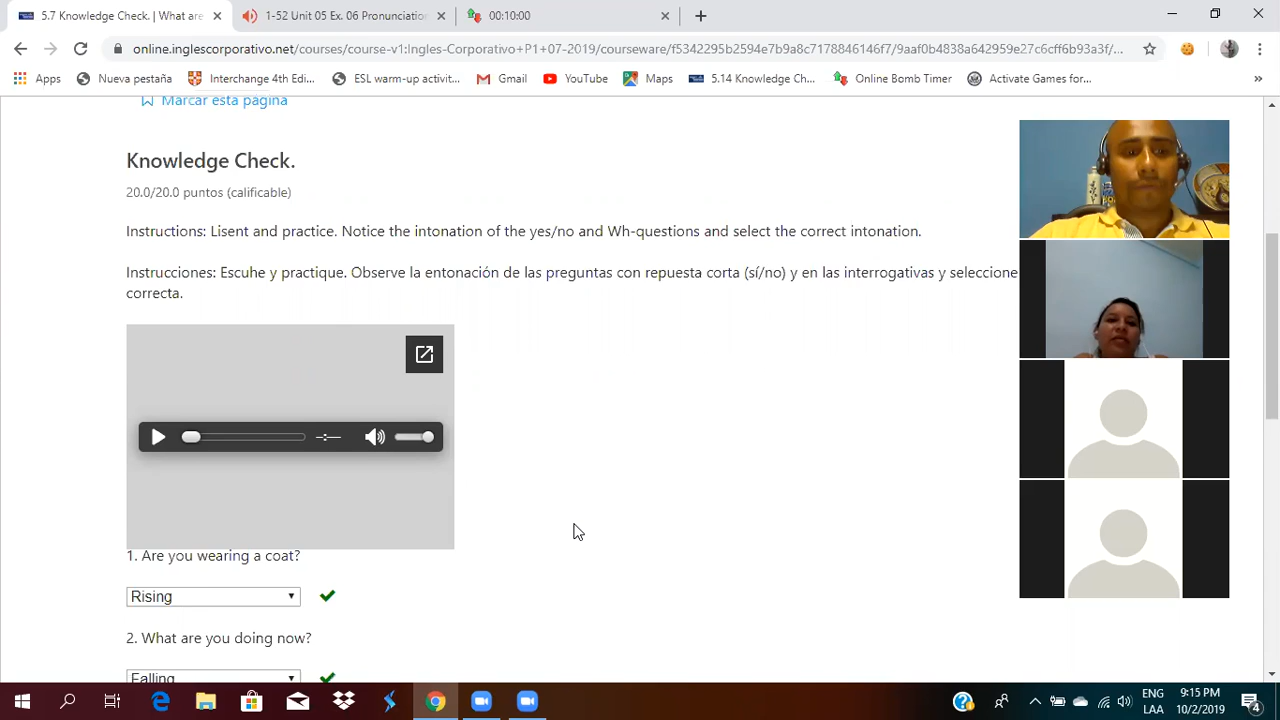 5.7 Knowledge Check. | What are
1-52 Unit 05 Ex. 06 Pronunciation
00:10:00
online.inglescorporativo.net/courses/course-v1:Ingles-Corporativo+P1+07-2019/courseware/f5342295b2594e7b9a8c7178846146f7/9aaf0b4838a642959e27c6cff6b93a3f/...
Apps
Nueva pestaña
Interchange 4th Edi...
ESL warm-up activit...
Gmail
YouTube
Maps
5.14 Knowledge Ch...
Online Bomb Timer
Activate Games for...
»
Marcar esta página
Knowledge Check.
20.0/20.0 puntos (calificable)
Instructions: Lisent and practice. Notice the intonation of the yes/no and Wh-questions and select the correct intonation.
Instrucciones: Escuhe y practique. Observe la entonación de las preguntas con repuesta corta (sí/no) y en las interrogativas y seleccione
correcta.
-:-
1. Are you wearing a coat?
Rising
2. What are you doing now?
Falling
ENG
LAA
9:15 PM
10/2/2019
4